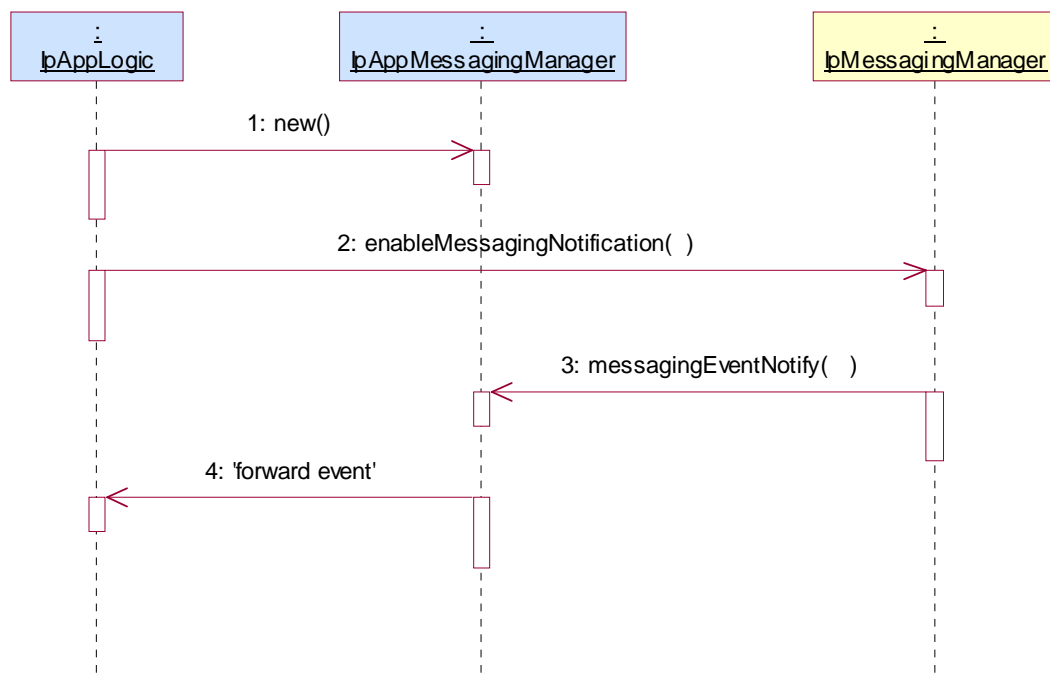 :
IpAppLogic
:
IpAppMessagingManager
:
IpMessagingManager
1: new()
2: enableMessagingNotification( )
3: messagingEventNotify( )
4: 'forward event'